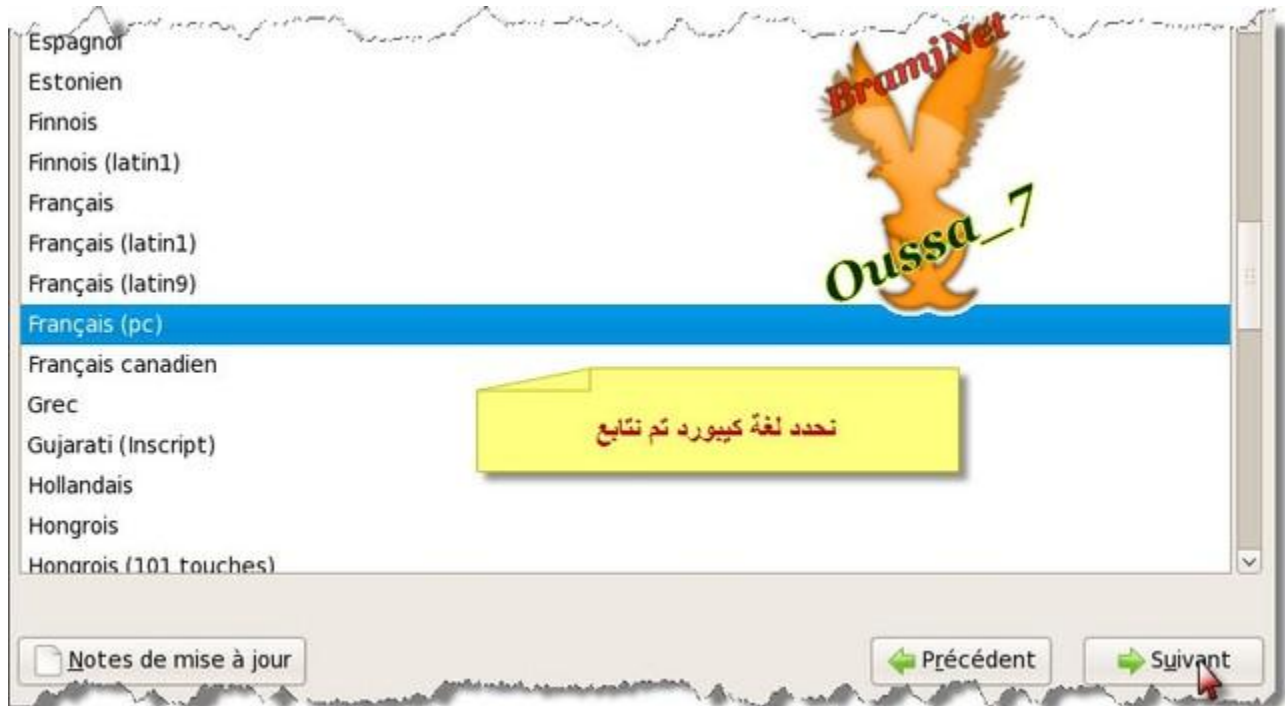 Espagnol
BramjNet
Estonien
Finnois
Finnois (latin1)
Français
Oussa_7
Français (latin1)
Français (latin9)
Français (pc)
Français canadien
Grec
نحدد لغة كيبورد تم نتابع
Gujarati (Inscript)
Hollandais
Hongrois
Hongrois (101 touches)
Notes de mise à jour
Précédent
Suivant